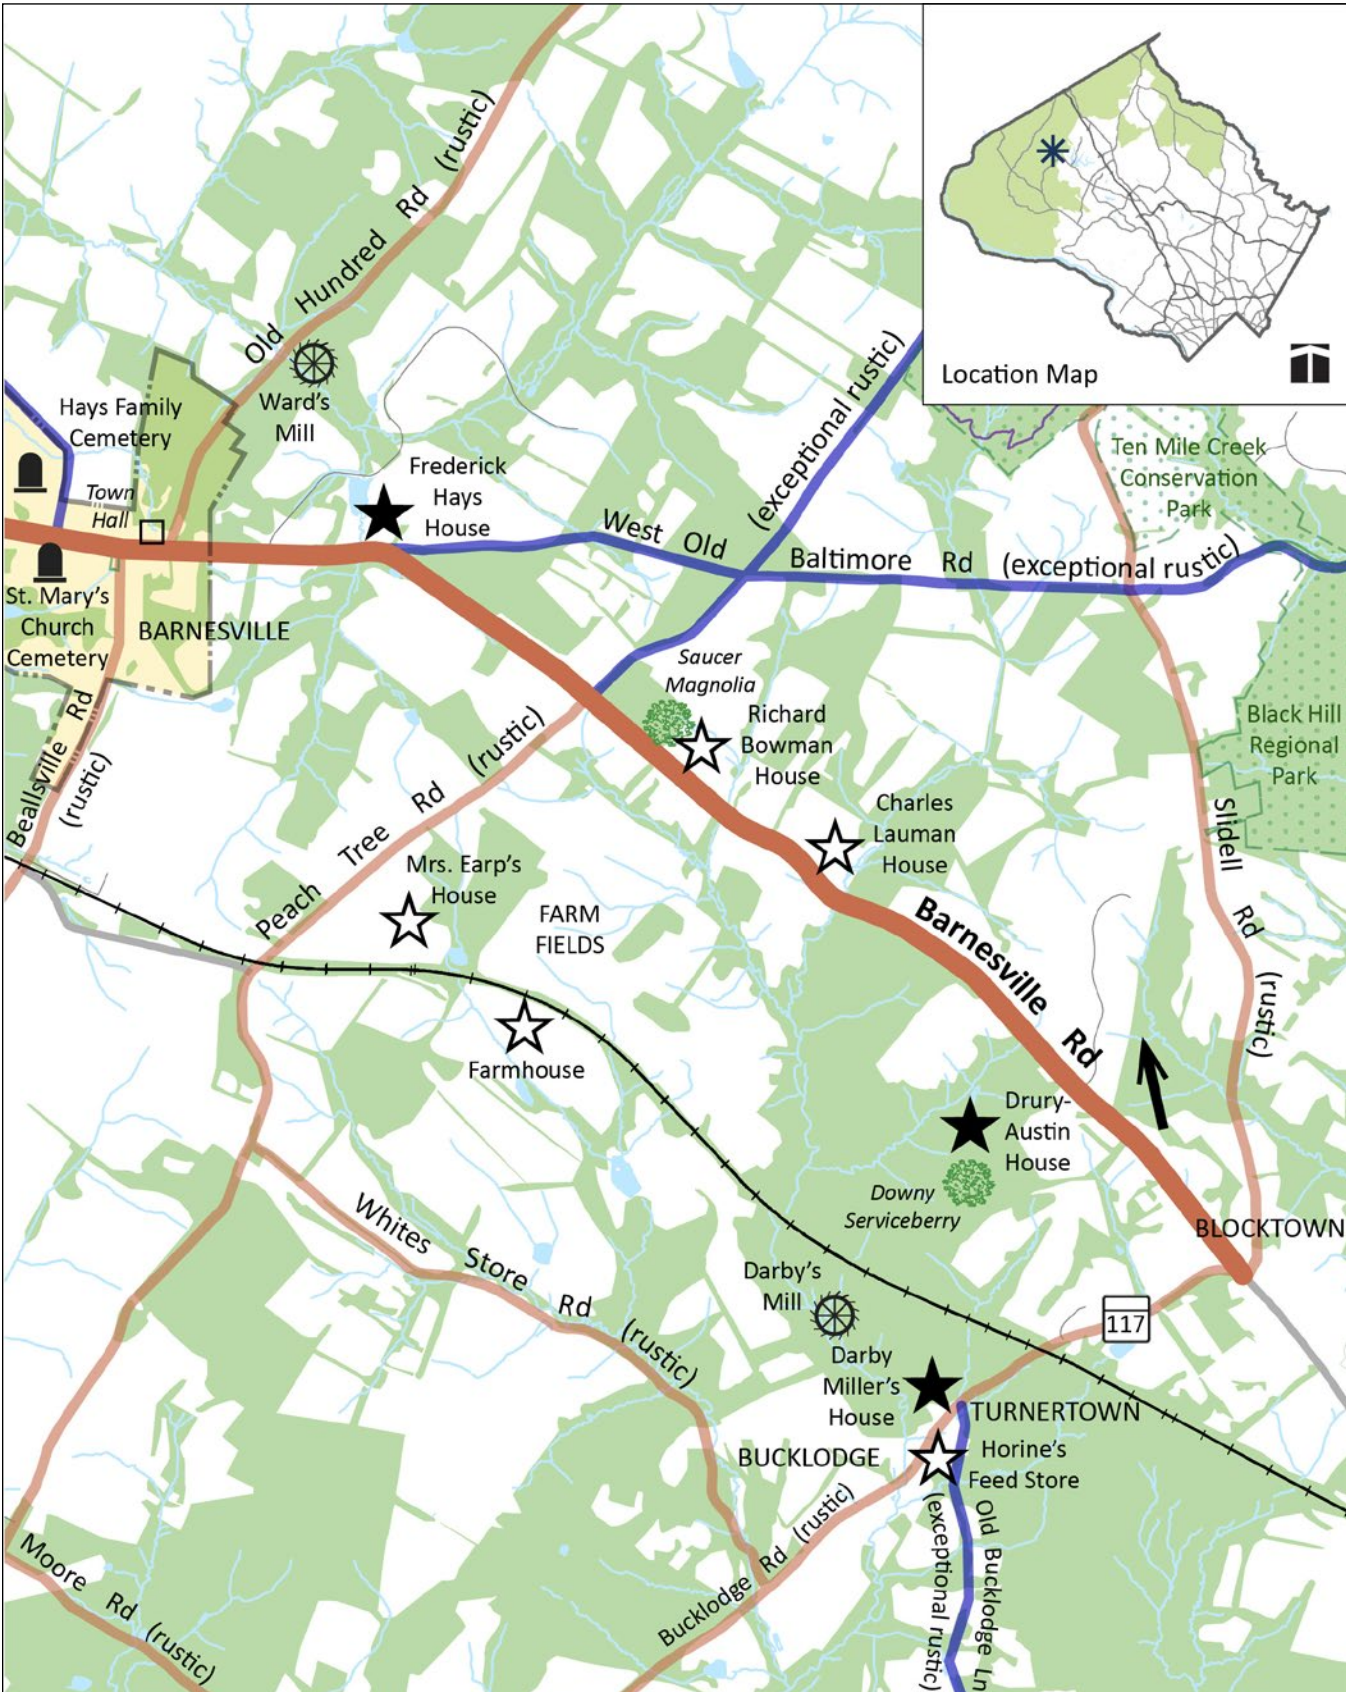 Old Hundred Rd (rustic)
Location Map
Hays Family
Cemetery
Ward's
Mill
Town
Hall
Frederick
Hays
House
(exceptional rustic)
Ten Mile Creek
Conservation
Park
West Old Baltimore Rd (exceptional rustic)
St. Mary's
Church
Cemetery
BARNESVILLE
Saucer
Magnolia
Richard
Bowman
House
Black Hill
Regional
Park
Beallsville Rd
(rustic)
Peach Tree Rd (rustic)
Charles
Lauman
House
Slidell Rd (rustic)
Mrs. Earp's
House
FARM
FIELDS
Barnesville Rd
Farmhouse
Drury-
Austin
House
Downy
Serviceberry
BLOCKTOWN
Whites Store Rd (rustic)
Darby's
Mill
117
Darby
Miller's
House
TURNERTOWN
BUCKLODGE
Horine's
Feed Store
Bucklodge Rd (rustic)
Old Bucklodge Ln
(exceptional rustic)
Moore Rd (rustic)